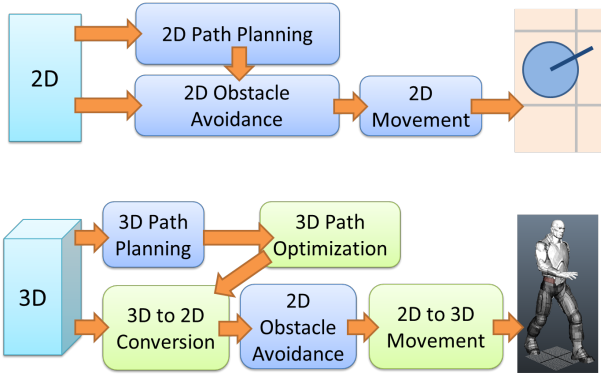 2D
2D Path Planning
2D Obstacle
Avoidance
2D
Movement
3D
3D Path
Planning
3D Path
Optimization
3D to 2D
Conversion
2D
Obstacle
Avoidance
2D to 3D
Movement